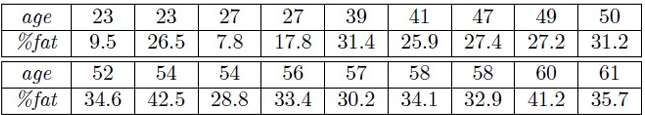 age 23 23 27 27 39 41 47 49 50
%fat 9.5 26.5 7.8 17.8 31.4 25.9 27.4 27.2 31.2
age 52 54 54 56 57 58 58 60 61
%fat 34.6 42.5 28.8 33.4 30.2 34.1 32.9 41.2 35.7